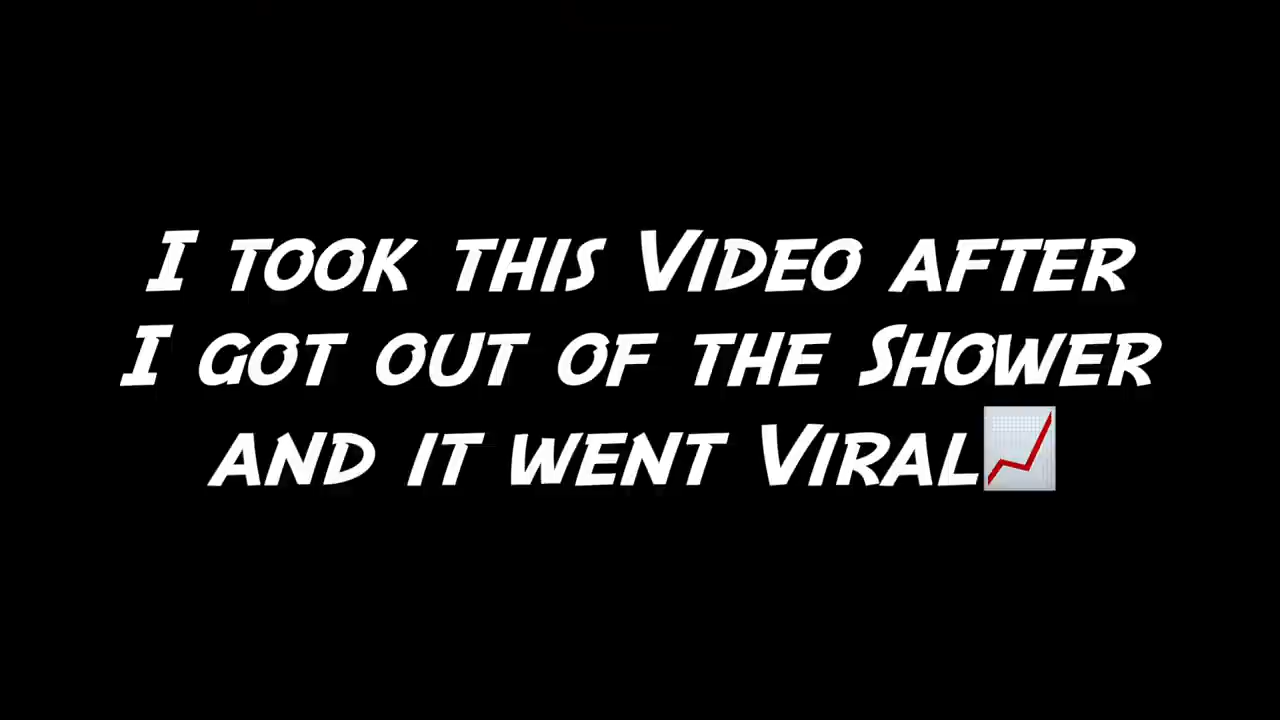 I took this Video after
I got out of the Shower
and it went Viral📈